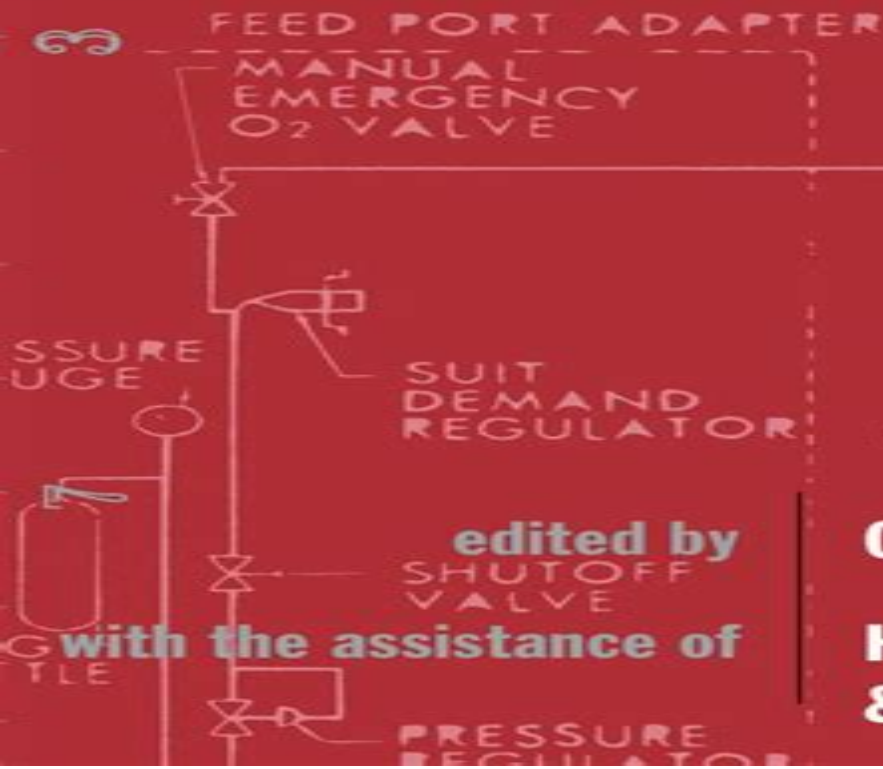 FEED PORT ADAPTER
MANUAL
EMERGENCY
O2 VALVE
SSURE
UGE
SUIT
DEMAND
REGULATOR
edited by
SHUTOFF
VALVE
with the assistance of
G
TLE
&
PRESSURE
REGULATOR